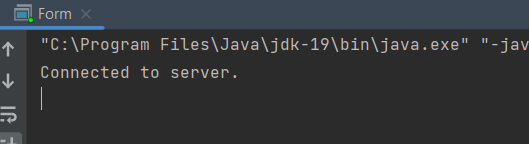 Form
"C:\Program Files\Java\jdk-19\bin\java.exe" "-jav
Connected to server.